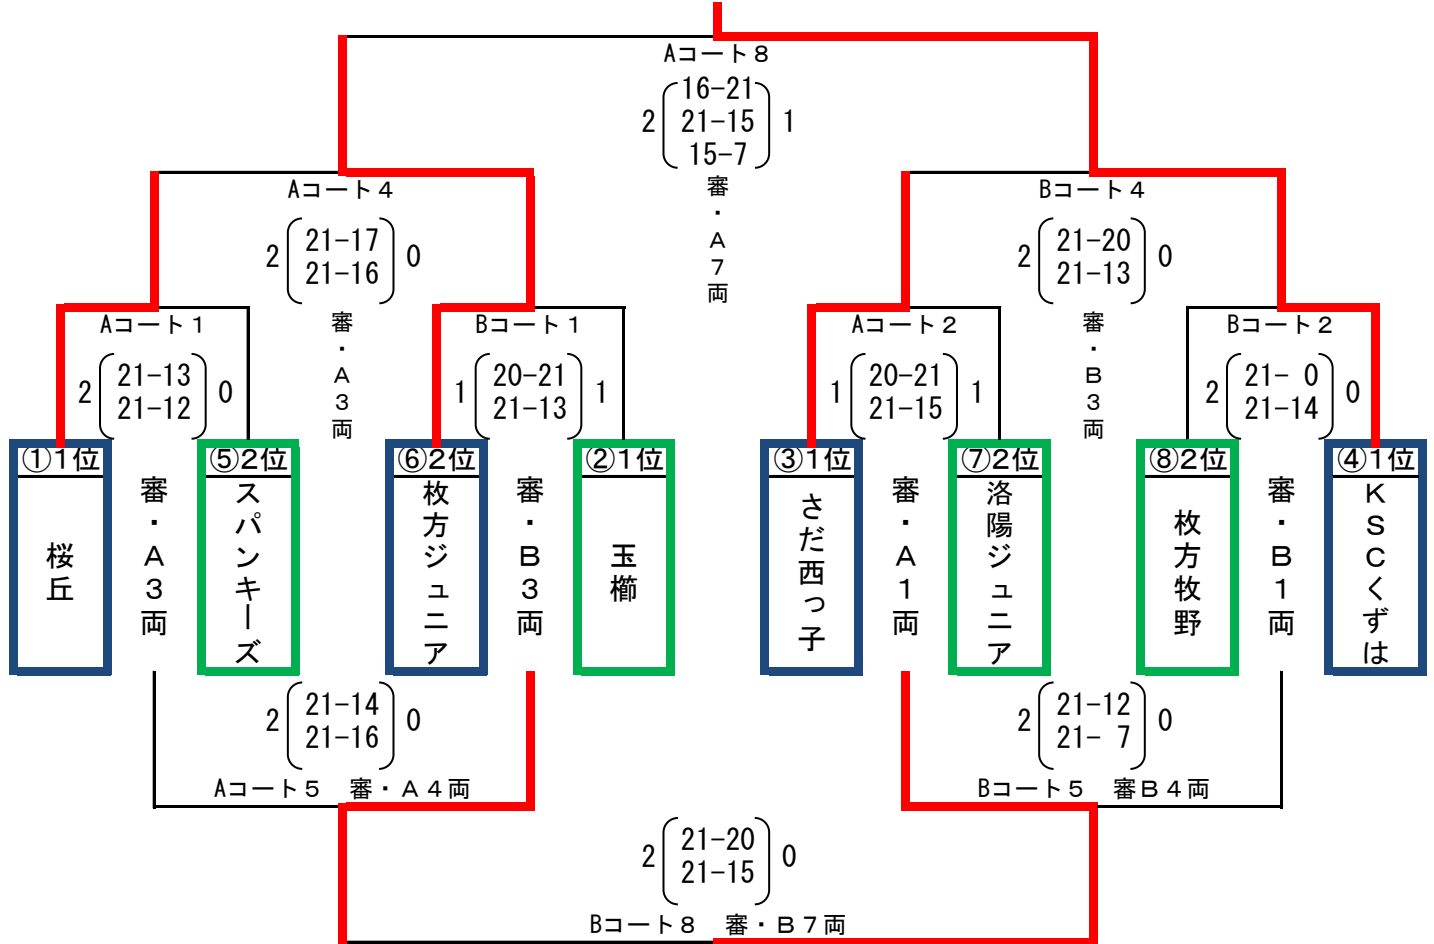 Aコート8
16-21
2 21-15 1
15-7
審・A7両
Aコート4
Bコート4
2 21-17 0
21-16
2 21-20 0
21-13
審・A3両
審・B3両
Aコート1
Bコート1
Aコート2
Bコート2
2 21-13 0
21-12
1 20-21 1
21-13
1 20-21 1
21-15
2 21- 0 0
21-14
①1位
⑤2位
⑥2位
②1位
③1位
⑦2位
⑧2位
④1位
桜丘
審・A3両
スパンキーズ
枚方ジュニア
審・B3両
玉櫛
さだ西っ子
審・A1両
洛陽ジュニア
枚方牧野
審・B1両
KSCくずは
2 21-14 0
21-16
2 21-12 0
21- 7
Aコート5 審・A4両
Bコート5 審B4両
2 21-20 0
21-15
Bコート8 審・B7両